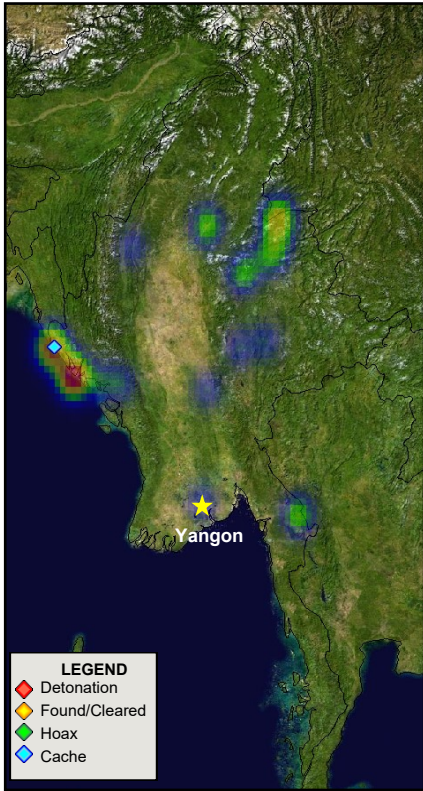 Yangon
LEGEND
Detonation
Found/Cleared
Hoax
Cache